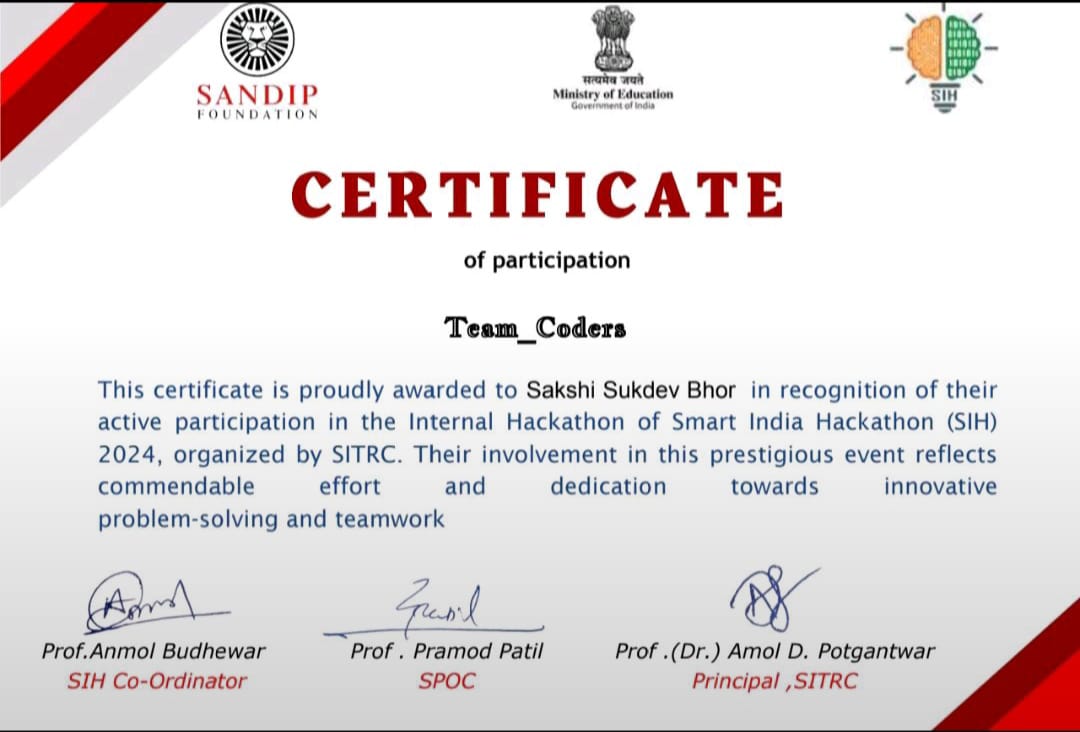 SANDIP
FOUNDATION
सत्यमेव जयते
Ministry of Education
Government of India
SIH
CERTIFICATE
of participation
Team_Coders
This certificate is proudly awarded to Sakshi Sukdev Bhor in recognition of their
active participation in the Internal Hackathon of Smart India Hackathon (SIH)
2024, organized by SITRC. Their involvement in this prestigious event reflects
commendable effort and dedication towards innovative
problem-solving and teamwork
Prof.Anmol Budhewar
SIH Co-Ordinator
Prof . Pramod Patil
SPOC
Prof .(Dr.) Amol D. Potgantwar
Principal ,SITRC